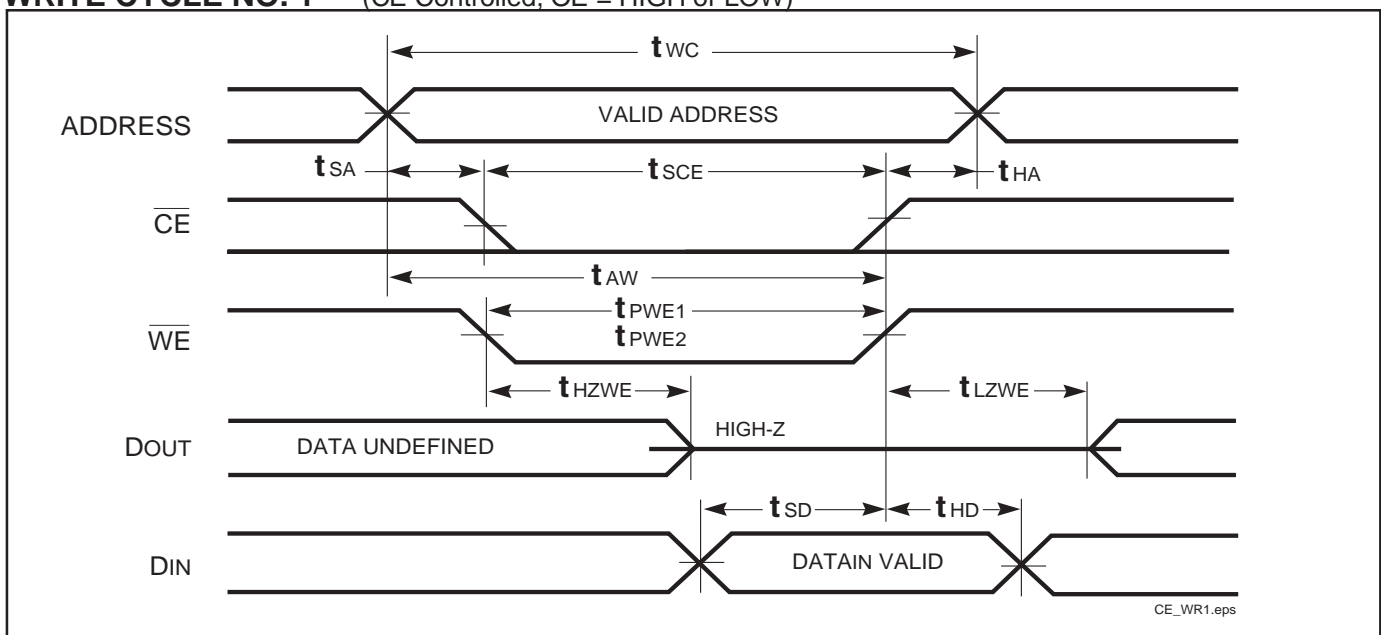 WRITE CYCLE NO. 1 (CE Controlled, OE = HIGH or LOW)
tWC
ADDRESS
VALID ADDRESS
tSA
tSCE
tHA
CE
tAW
tPWE1
WE
tPWE2
tHZWE
tLZWE
DOUT
DATA UNDEFINED
HIGH-Z
tSD
tHD
DIN
DATAIN VALID
CE_WR1.eps